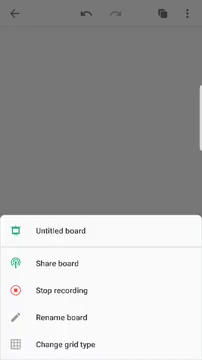 Untitled board
Share board
Stop recording
Rename board
Change grid type